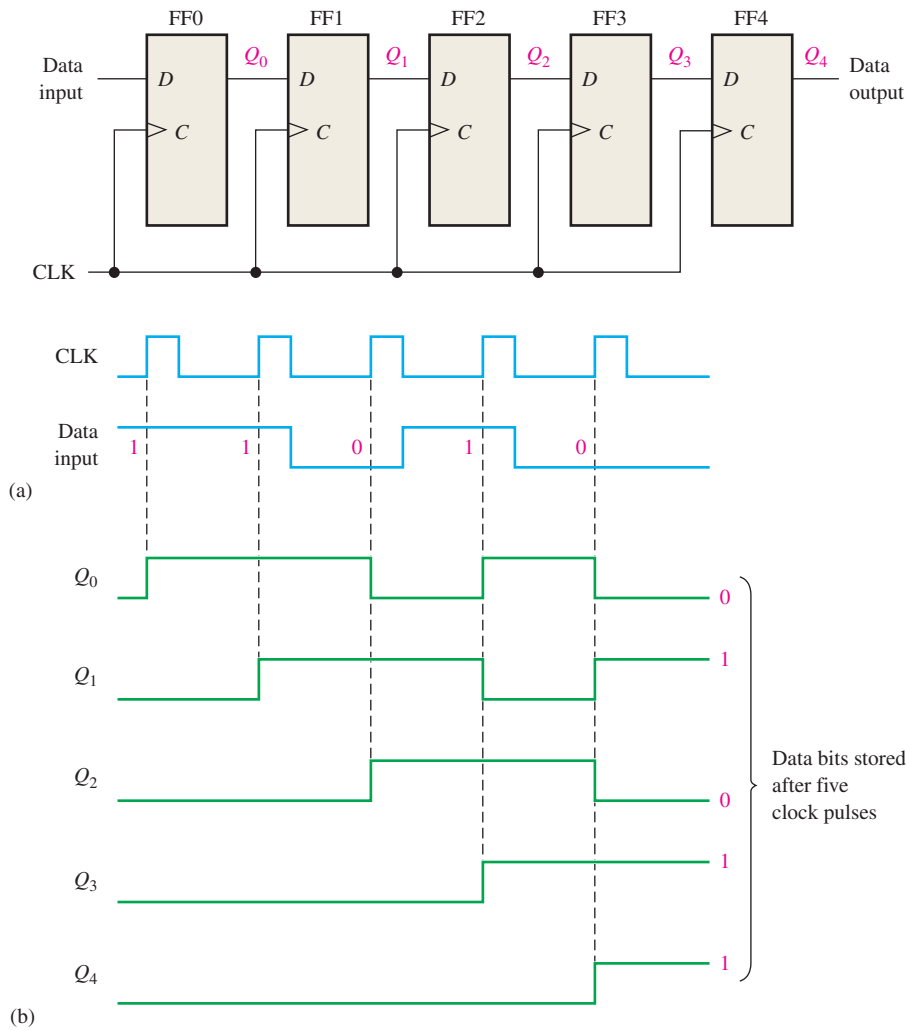 FF0 FF1 FF2 FF3 FF4
Data input
D Q0 D Q1 D Q2 D Q3 D Q4
Data output
C C C C C
CLK
CLK
Data input
1 1 0 1 0
(a)
Q0
0
Q1
1
Q2
0
Q3
1
Q4
1
Data bits stored
after five
clock pulses
(b)